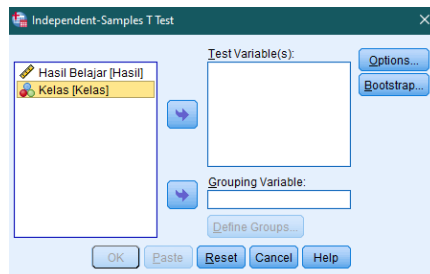 Independent-Samples T Test
Test Variable(s):
Hasil Belajar [Hasil]
Kelas [Kelas]
Options...
Bootstrap...
Grouping Variable:
Define Groups...
OK Paste Reset Cancel Help